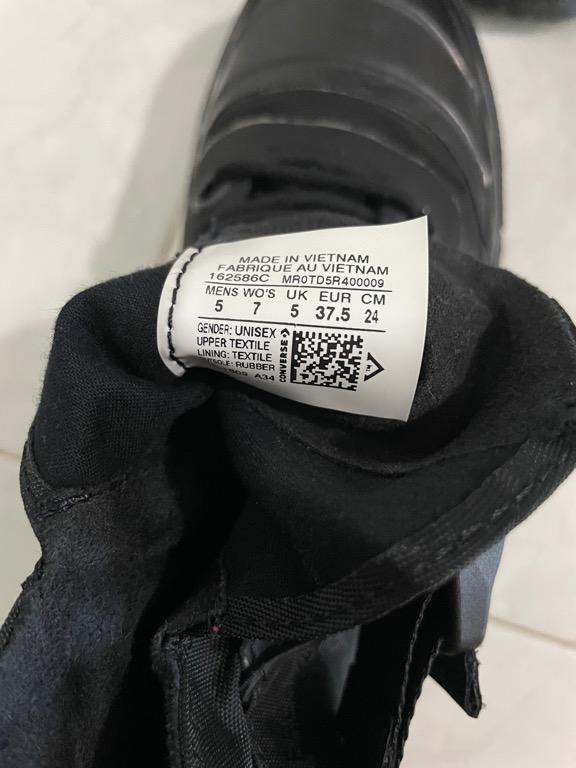 MADE IN VIETNAM
FABRIQUE AU VIETNAM
162586C MR0TD5R400009
MENS WO'S UK EUR CM
5 7 5 37.5 24
GENDER: UNISEX
UPPER TEXTILE
LINING: TEXTILE
: RUBBER
A34
CONVERSE